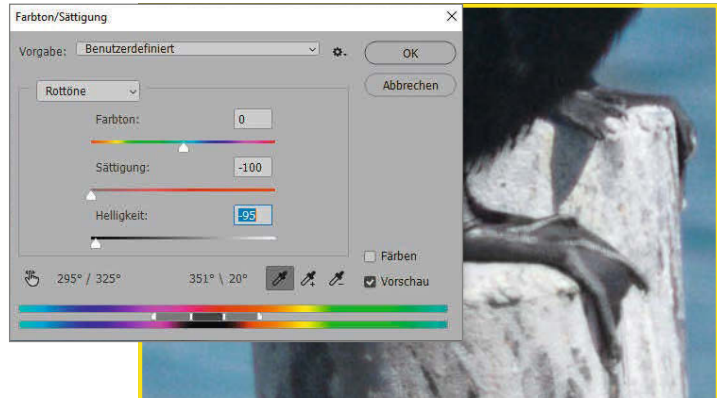 Farbton/Sättigung
Vorgabe: Benutzerdefiniert
OK
Abbrechen
Rottöne
Farbton: 0
Sättigung: -100
Helligkeit: -95
Färben
295° / 325° 351° \ 20°
Vorschau